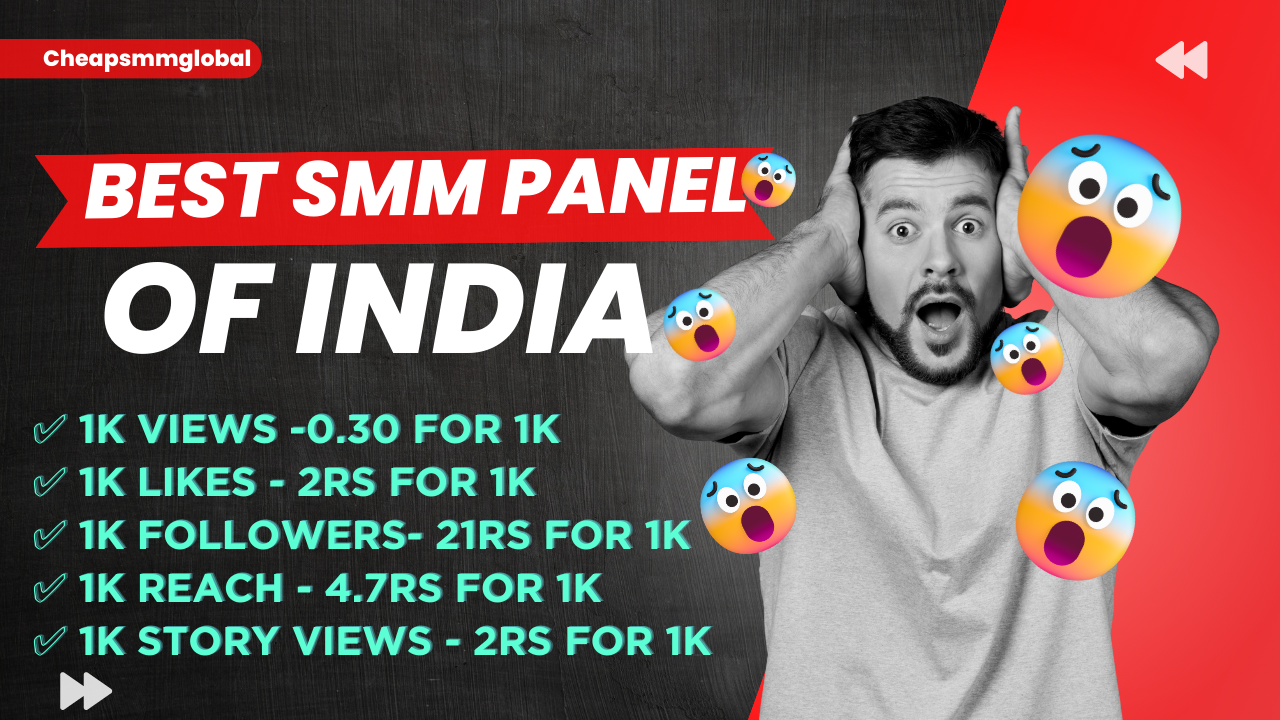 Cheapsmmglobal
BEST SMM PANEL
OF INDIA
✅ 1K VIEWS -0.30 FOR 1K
✅ 1K LIKES - 2RS FOR 1K
✅ 1K FOLLOWERS- 21RS FOR 1K
✅ 1K REACH - 4.7RS FOR 1K
✅ 1K STORY VIEWS - 2RS FOR 1K